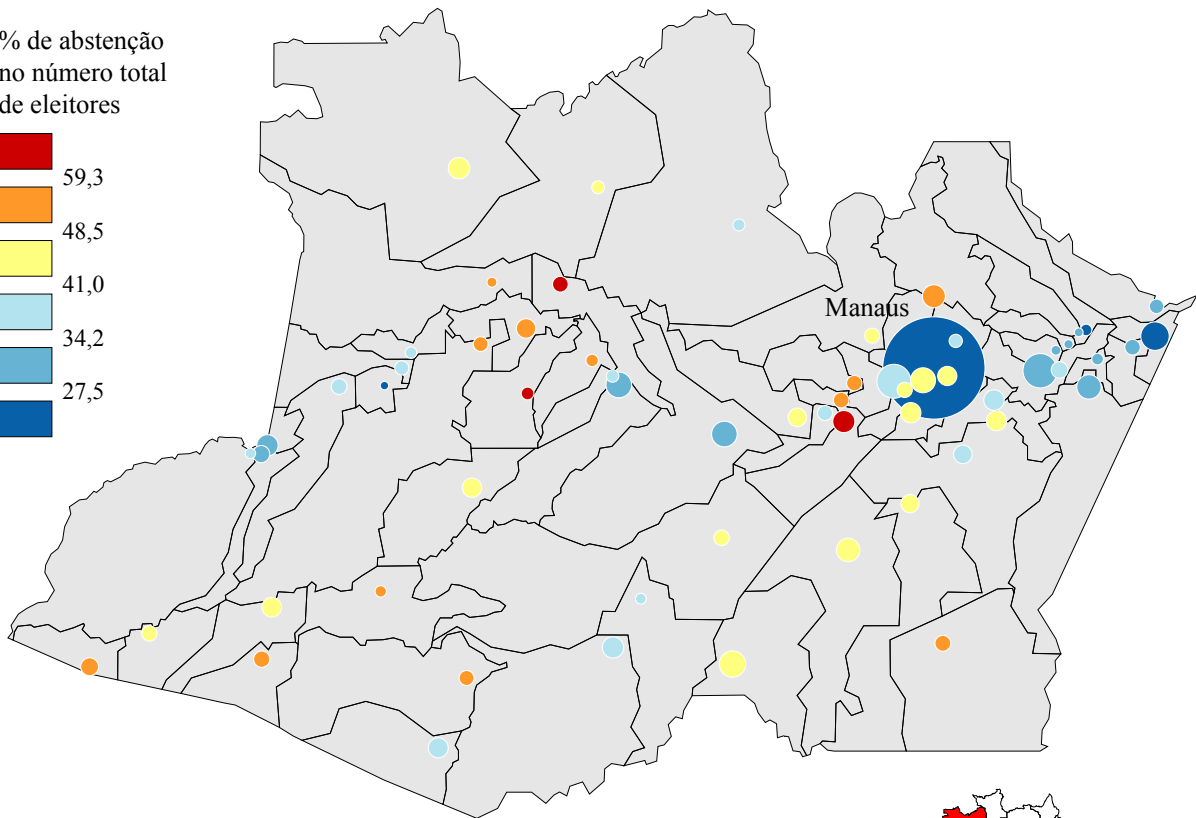 % de abstenção
no número total
de eleitores
59,3
48,5
41,0
34,2
27,5
Manaus